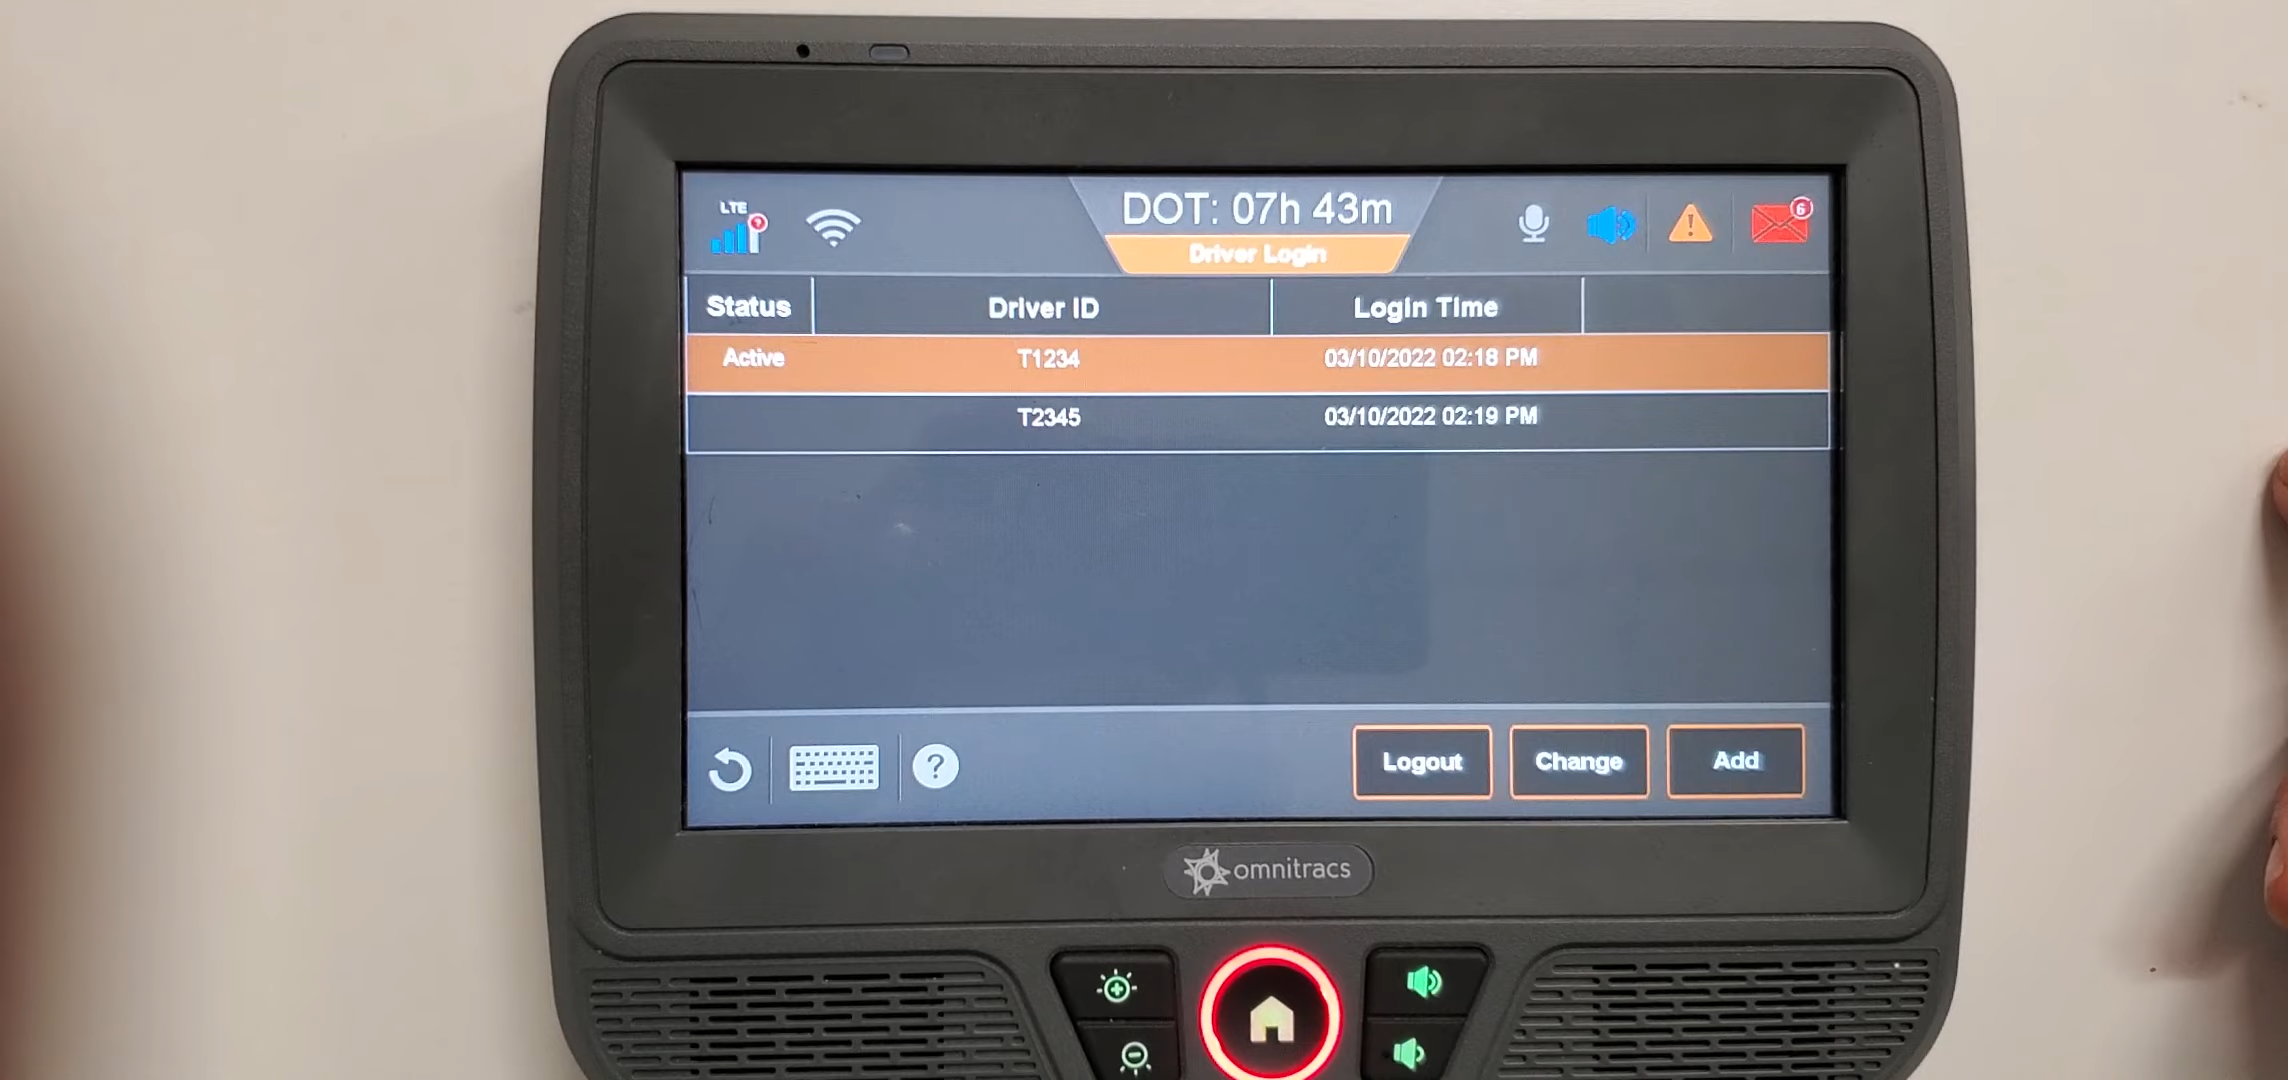 LTE
DOT: 07h 43m
6
Driver Login
Status Driver ID Login Time
Active T1234 03/10/2022 02:18 PM
T2345 03/10/2022 02:19 PM
? Logout Change Add
omnitracs